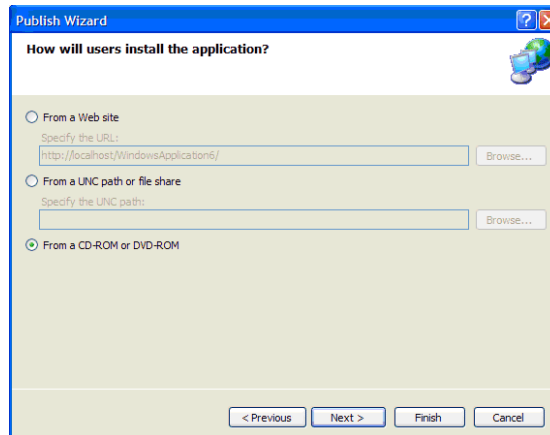 Publish Wizard
How will users install the application?
From a Web site
Specify the URL:
http://localhost/WindowsApplication6/
Browse...
From a UNC path or file share
Specify the UNC path:
Browse...
From a CD-ROM or DVD-ROM
< Previous
Next >
Finish
Cancel